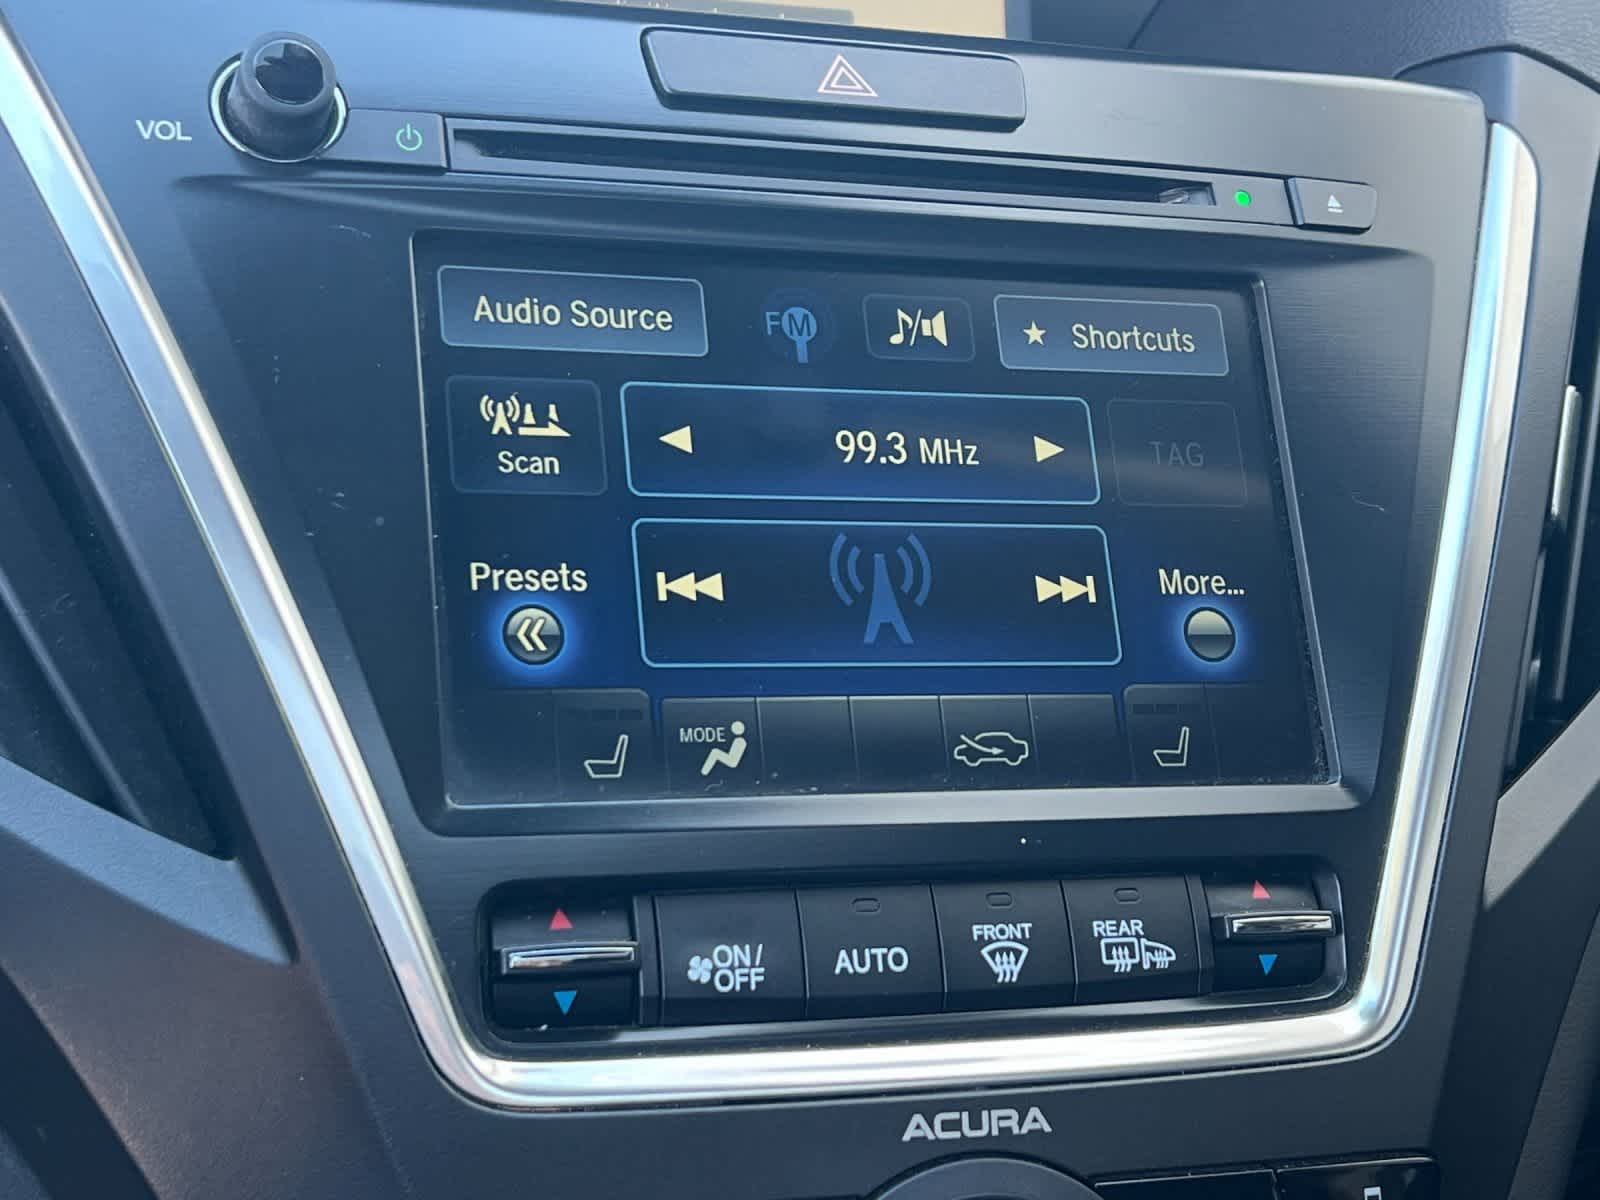 VOL
Audio Source
FM
Shortcuts
Scan
99.3 MHz
TAG
Presets
More...
MODE
ON/
OFF
AUTO
FRONT
REAR
ACURA